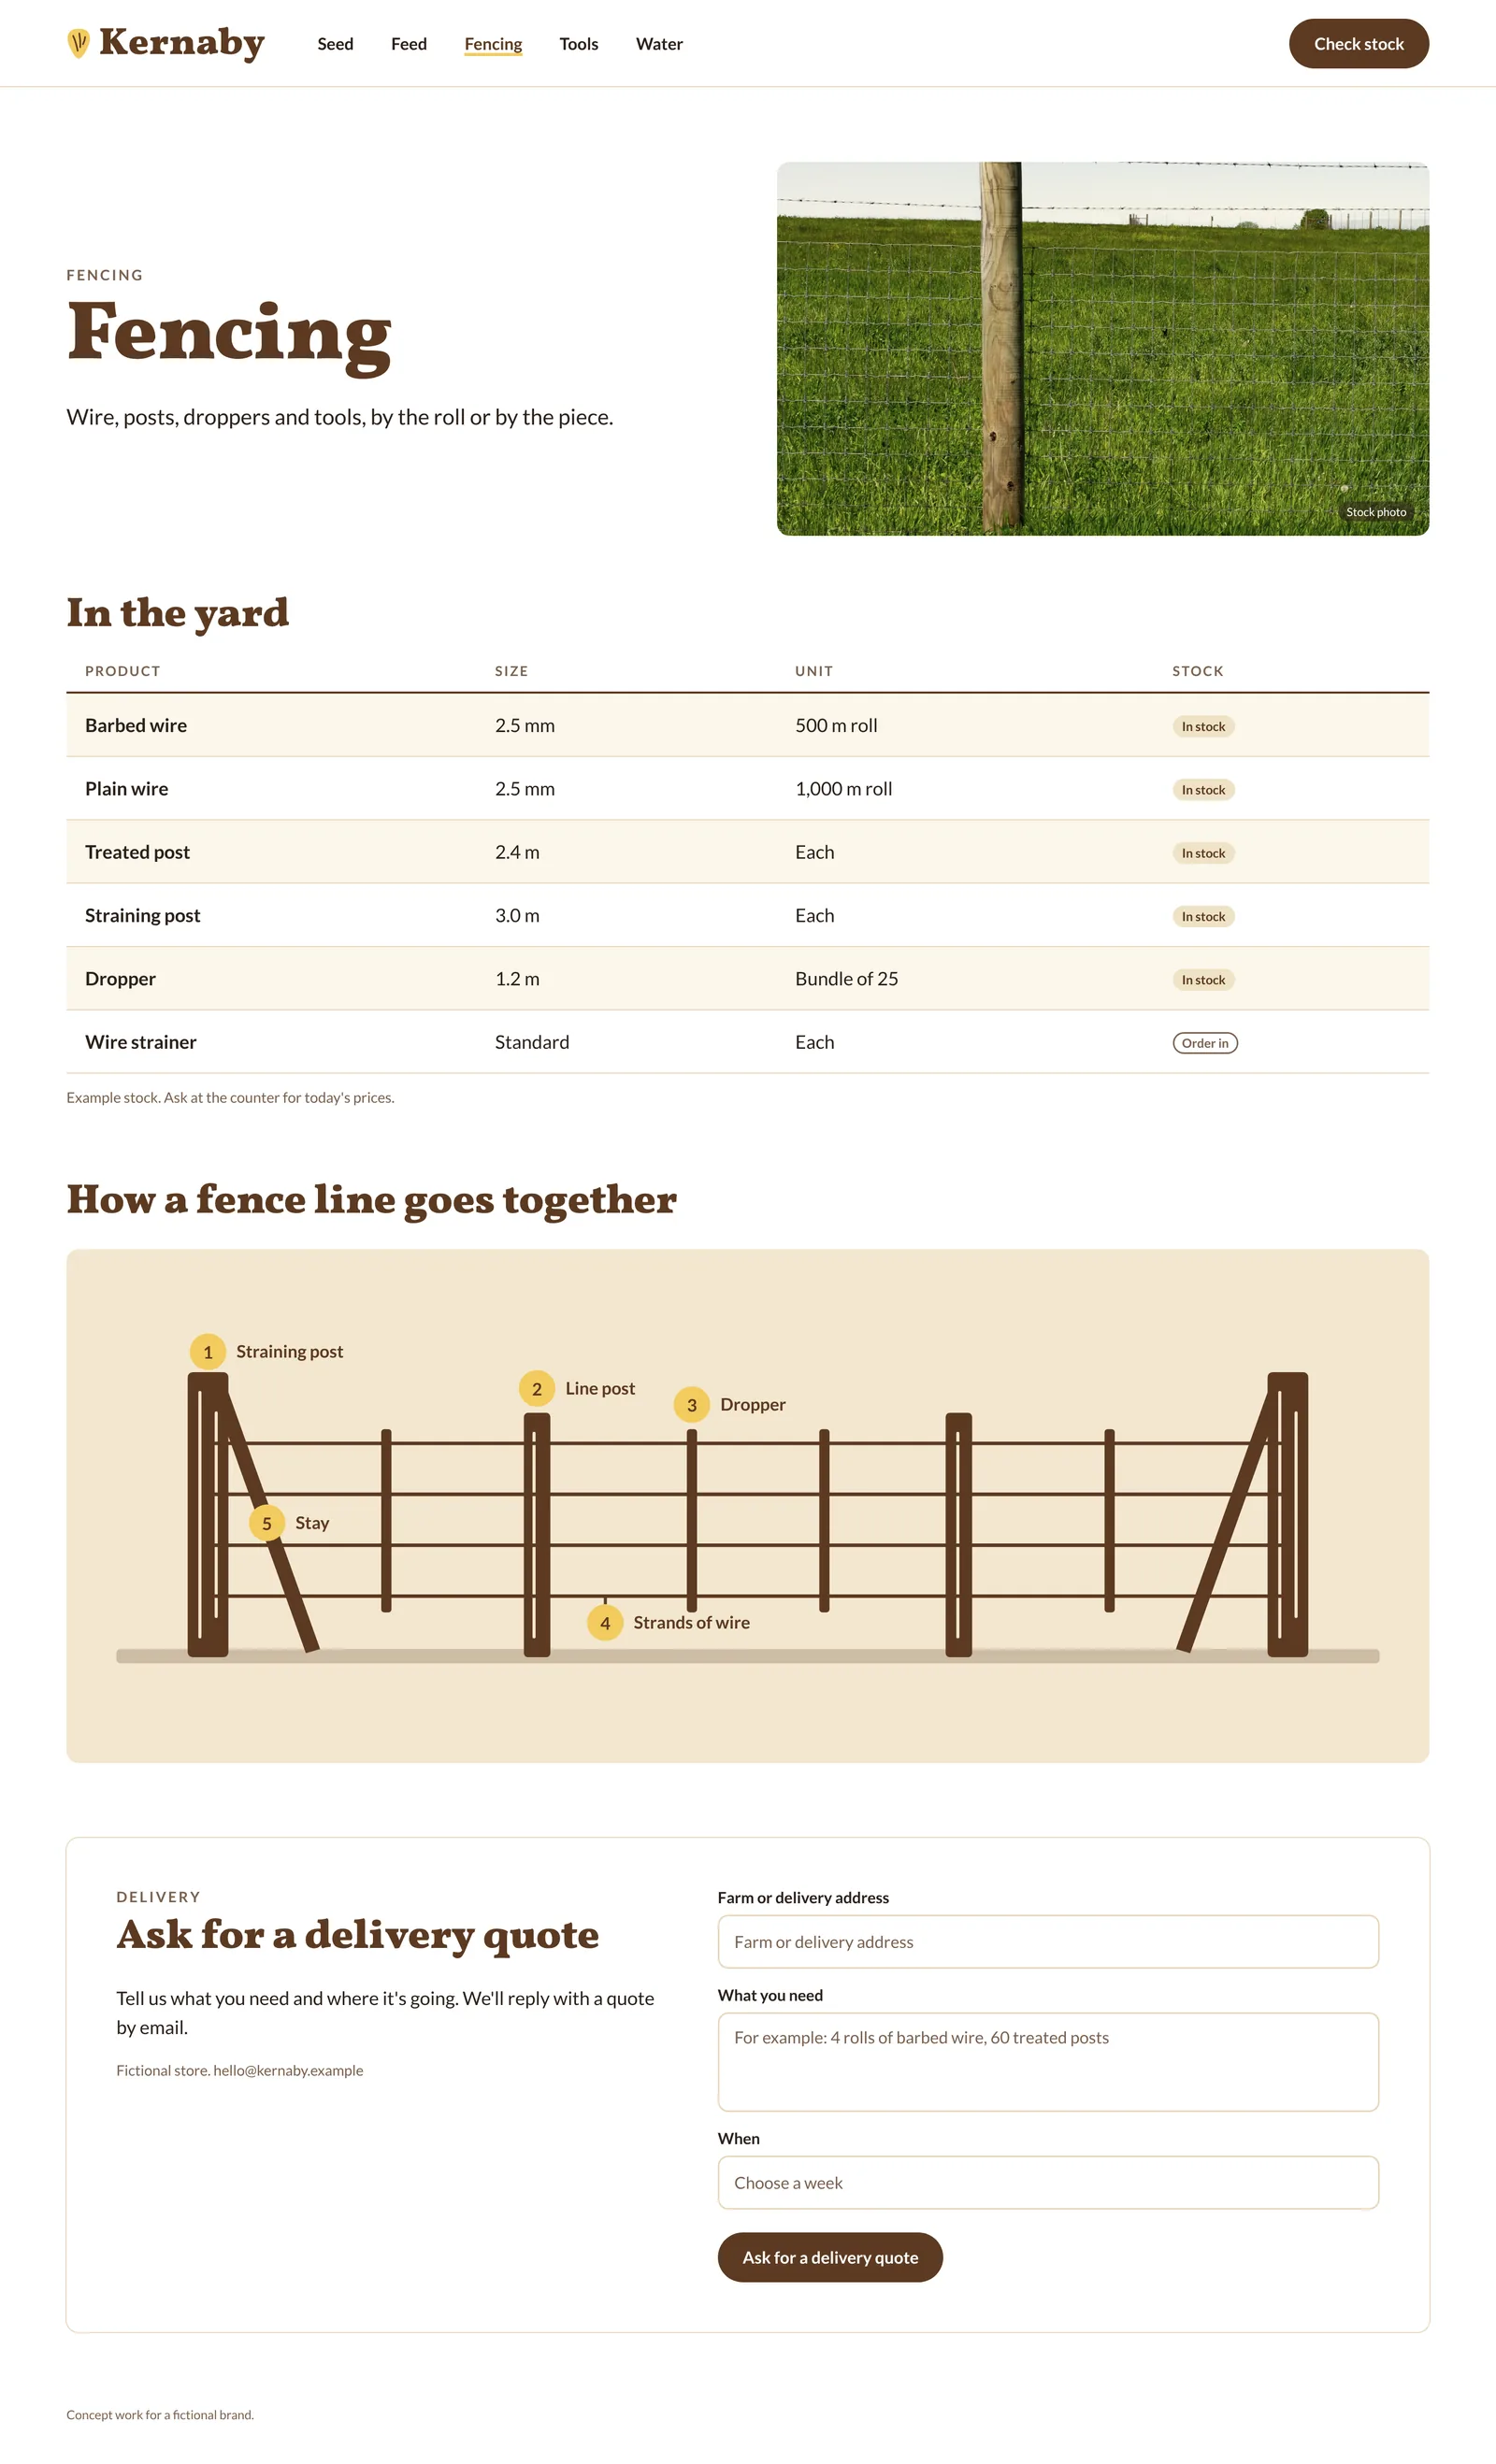 Kernaby
Seed
Feed
Fencing
Tools
Water
Check stock
FENCING
Fencing
Wire, posts, droppers and tools, by the roll or by the piece.
Stock photo
In the yard
PRODUCT SIZE UNIT STOCK
Barbed wire 2.5 mm 500 m roll In stock
Plain wire 2.5 mm 1,000 m roll In stock
Treated post 2.4 m Each In stock
Straining post 3.0 m Each In stock
Dropper 1.2 m Bundle of 25 In stock
Wire strainer Standard Each Order in
Example stock. Ask at the counter for today's prices.
How a fence line goes together
1 Straining post
2 Line post
3 Dropper
5 Stay
4 Strands of wire
DELIVERY
Ask for a delivery quote
Tell us what you need and where it's going. We'll reply with a quote
by email.
Fictional store. hello@kernaby.example
Farm or delivery address
Farm or delivery address
What you need
For example: 4 rolls of barbed wire, 60 treated posts
When
Choose a week
Ask for a delivery quote
Concept work for a fictional brand.